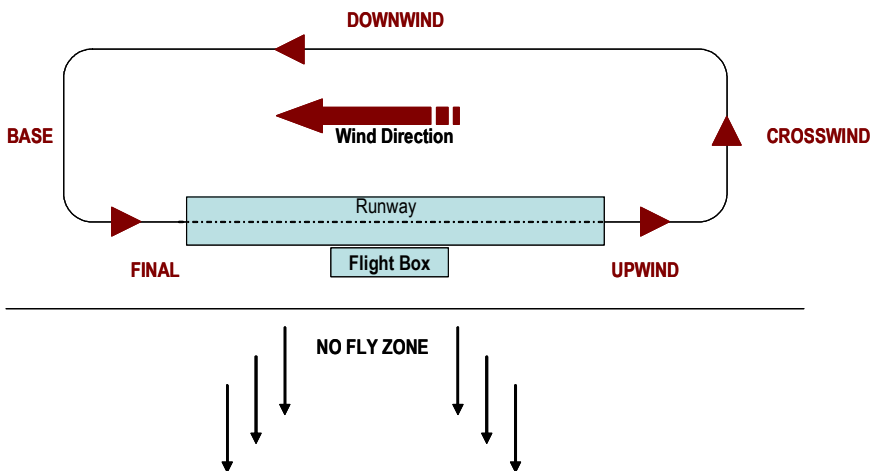 DOWNWIND
Wind Direction
BASE
CROSSWIND
Runway
Flight Box
FINAL
UPWIND
NO FLY ZONE